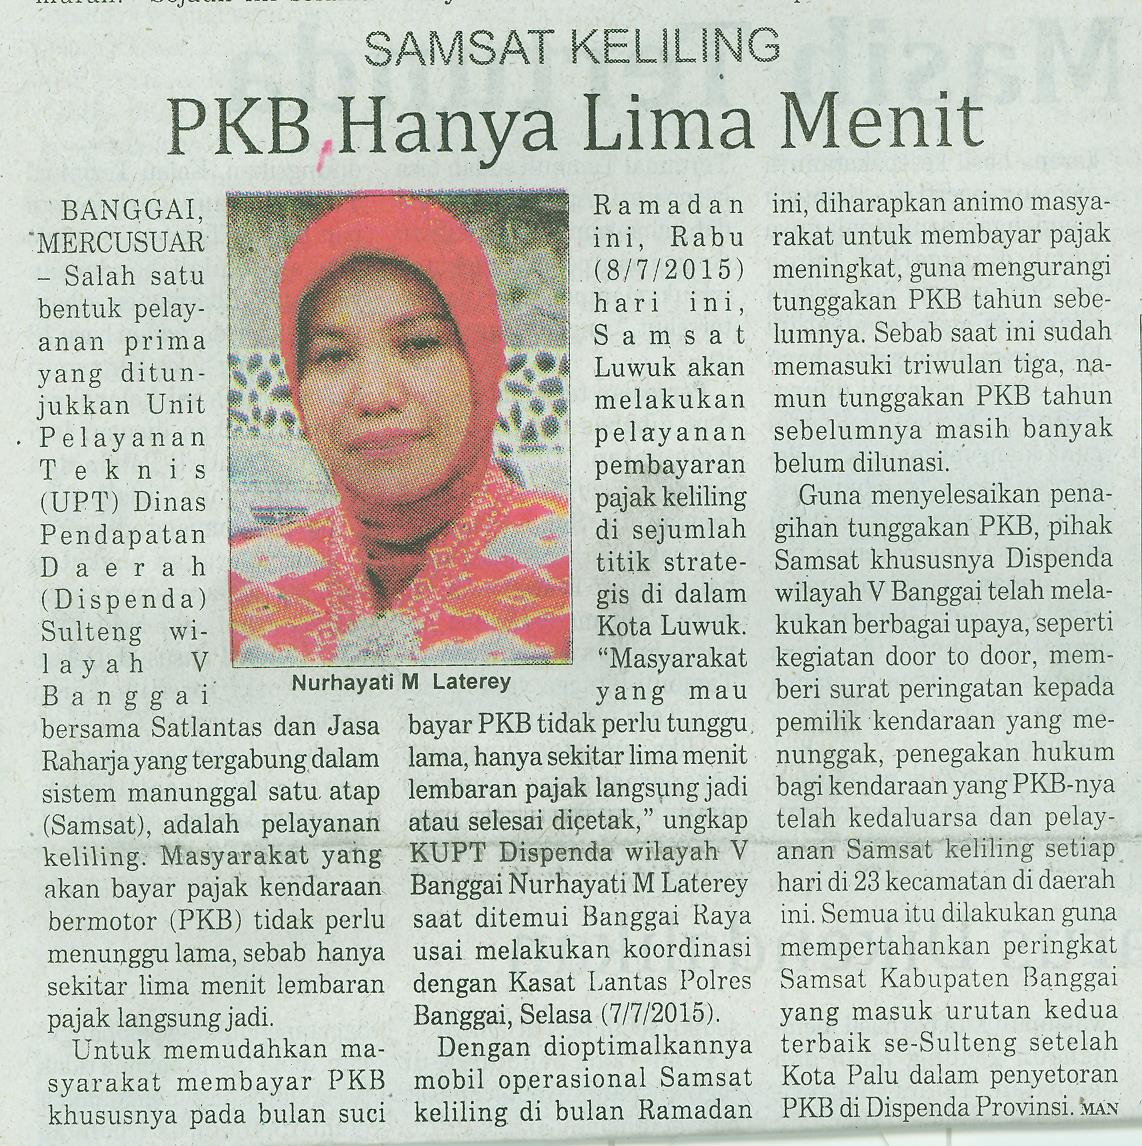 SAMSAT KELILING
PKB Hanya Lima Menit
BANGGAI,
MERCUSUAR
– Salah satu
bentuk pelay-
anan prima
yang ditun-
jukkan Unit
Pelayanan
Teknis
(UPT) Dinas
Pendapatan
Daerah
(Dispenda)
Sulteng wi-
layah V
Banggai
bersama Satlantas dan Jasa
Raharja yang tergabung dalam
sistem manunggal satu atap
(Samsat), adalah pelayanan
keliling. Masyarakat yang
akan bayar pajak kendaraan
bermotor (PKB) tidak perlu
menunggu lama, sebab hanya
sekitar lima menit lembaran
pajak langsung jadi.
Untuk memudahkan ma-
syarakat membayar PKB
khususnya pada bulan suci
Nurhayati M Laterey
Ramadan
ini, Rabu
(8/7/2015)
hari ini,
Samsat
Luwuk akan
melakukan
pelayanan
pembayaran
pajak keliling
di sejumlah
titik strate-
gis di dalam
Kota Luwuk.
“Masyarakat
yang mau
bayar PKB tidak perlu tunggu
lama, hanya sekitar lima menit
lembaran pajak langsung jadi
atau selesai dicetak,” ungkap
KUPT Dispenda wilayah V
Banggai Nurhayati M Laterey
saat ditemui Banggai Raya
usai melakukan koordinasi
dengan Kasat Lantas Polres
Banggai, Selasa (7/7/2015).
Dengan dioptimalkannya
mobil operasional Samsat
keliling di bulan Ramadan
ini, diharapkan animo masya-
rakat untuk membayar pajak
meningkat, guna mengurangi
tunggakan PKB tahun sebe-
lumnya. Sebab saat ini sudah
memasuki triwulan tiga, na-
mun tunggakan PKB tahun
sebelumnya masih banyak
belum dilunasi.
Guna menyelesaikan pena-
gihan tunggakan PKB, pihak
Samsat khususnya Dispenda
wilayah V Banggai telah mela-
kukan berbagai upaya, seperti
kegiatan door to door, mem-
beri surat peringatan kepada
pemilik kendaraan yang me-
nunggak, penegakan hukum
bagi kendaraan yang PKB-nya
telah kedaluarsa dan pelay-
anan Samsat keliling setiap
hari di 23 kecamatan di daerah
ini. Semua itu dilakukan guna
mempertahankan peringkat
Samsat Kabupaten Banggai
yang masuk urutan kedua
terbaik se-Sulteng setelah
Kota Palu dalam penyetoran
PKB di Dispenda Provinsi. MAN